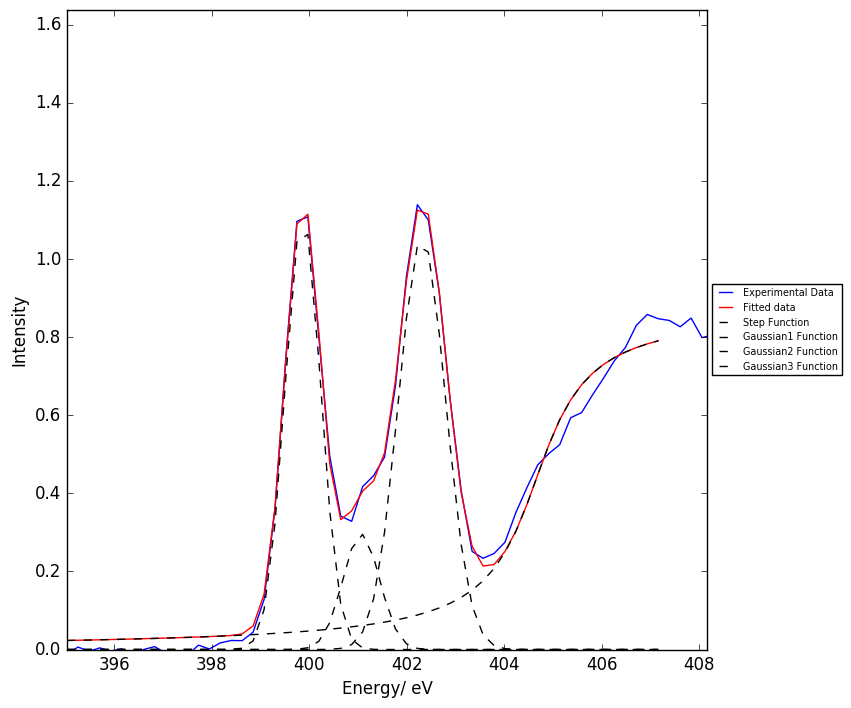 1.6
1.4
1.2
1.0
0.8
0.6
0.4
0.2
0.0
Intensity
396 398 400 402 404 406 408
Energy/ eV
Experimental Data
Fitted data
Step Function
Gaussian1 Function
Gaussian2 Function
Gaussian3 Function